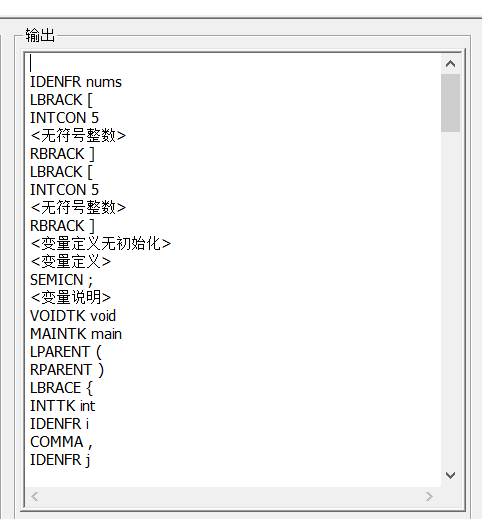 输出
IDENFR nums
LBRACK [
INTCON 5
<无符号整数>
RBRACK ]
LBRACK [
INTCON 5
<无符号整数>
RBRACK ]
<变量定义无初始化>
<变量定义>
SEMICN ;
<变量说明>
VOIDTK void
MAINTK main
LPARENT (
RPARENT )
LBRACE {
INTTK int
IDENFR i
COMMA ,
IDENFR j